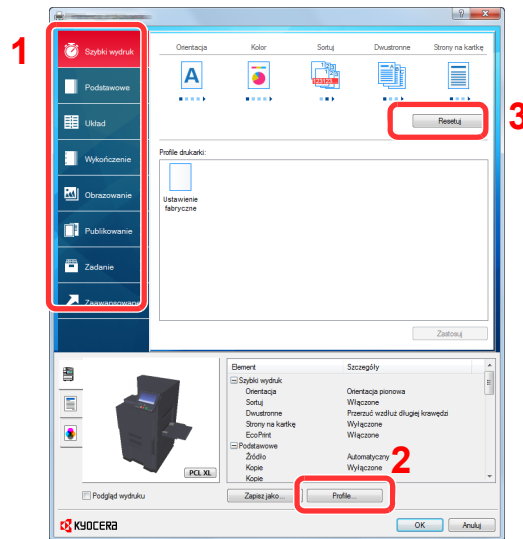 1
Szybki wydruk
Podstawowe
Układ
Wykończenie
Obrazowanie
Publikowanie
Zadanie
Zaawansowane
Orientacja Kolor Sortuj Dwustronne Strony na kartkę
A
123123
Resetuj
3
Profile drukarki:
Ustawienie
fabryczne
Zastosuj
Element Szczegóły
Szybki wydruk
Orientacja Orientacja pionowa
Sortuj Włączone
Dwustronne Przerzuć wzdłuż długiej krawędzi
Strony na kartkę Wyłączone
EcoPrint Włączone
Podstawowe
Źródło Automatyczny
Kopie Wyłączone
Kopie
2
PCL XL
Podgląd wydruku
Zapisz jako... Profile...
KYOCERA
OK Anuluj